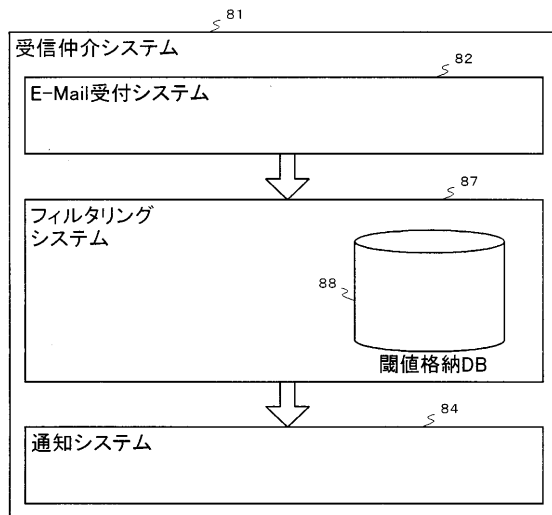 81
受信仲介システム
82
E-Mail受付システム
87
フィルタリング
システム
88
閾値格納DB
84
通知システム